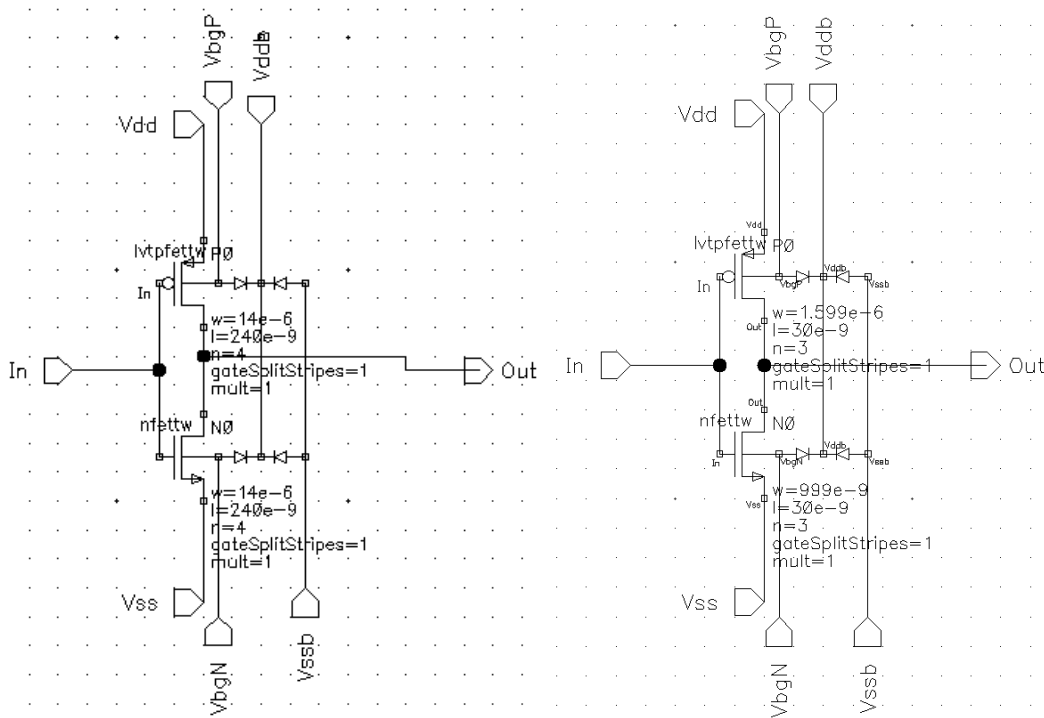 VbgP
Vddb
Vdd
lvtpfettw P0
In
w=14e-6
l=240e-9
n=4
gateSplitStripes=1
mult=1
In
Out
nfettw N0
w=14e-6
l=240e-9
n=4
gateSplitStripes=1
mult=1
Vss
VbgN
Vssb
VbgP
Vddb
Vdd
Vdd
lvtpfettw P0
Vddb
In
VbgP
Vssb
w=1.599e-6
l=30e-9
Out
n=3
gateSplitStripes=1
mult=1
In
Out
Out
nfettw N0
Vddb
In
VbgN
Vssb
w=999e-9
l=30e-9
Vss
n=3
gateSplitStripes=1
mult=1
Vss
VbgN
Vssb